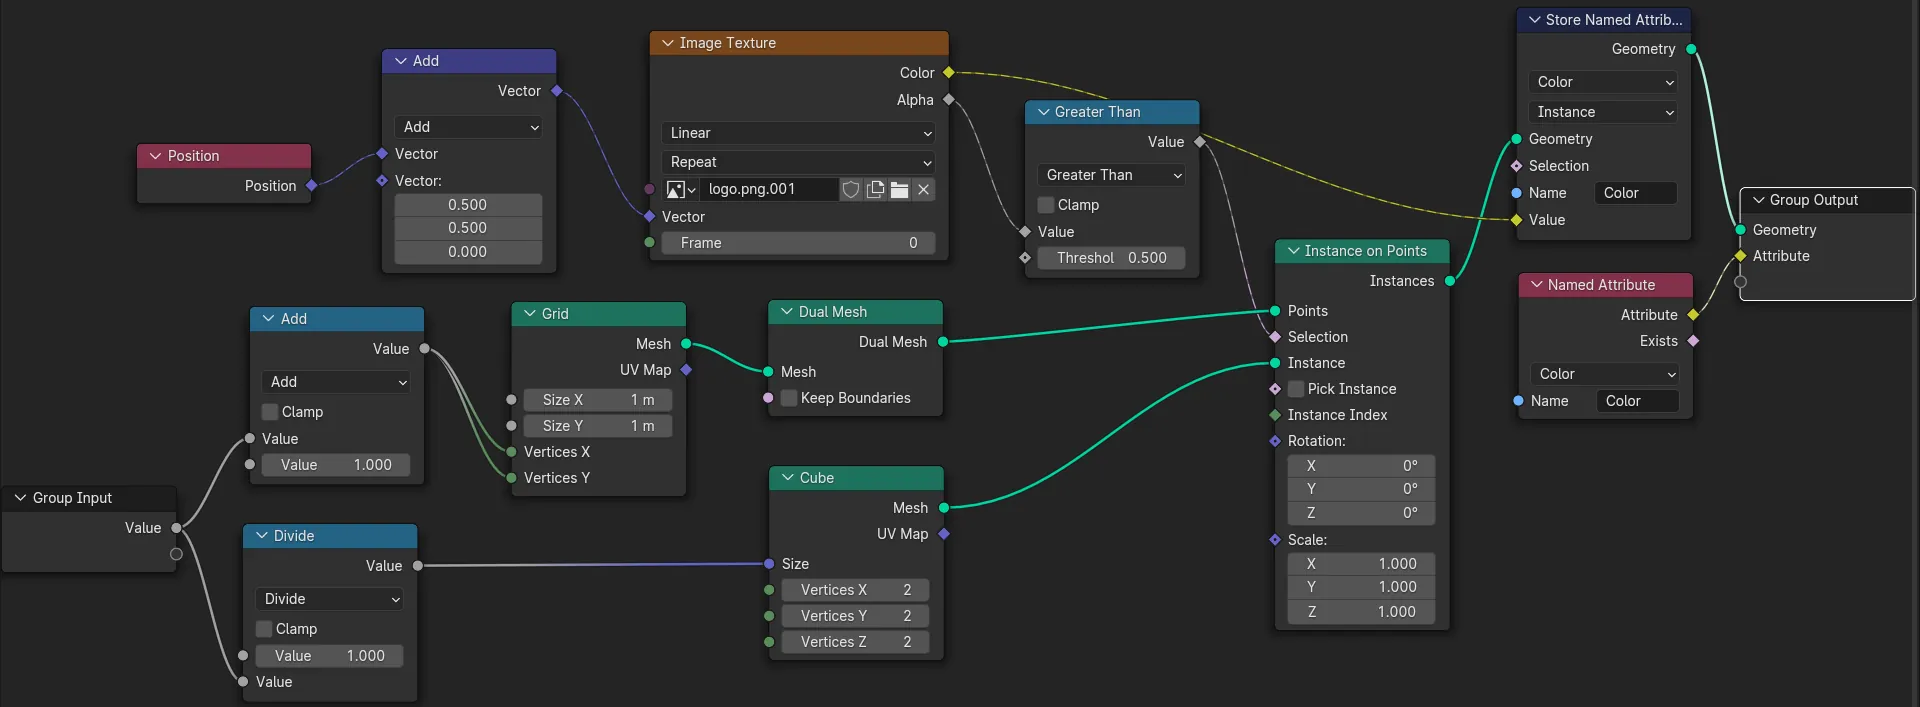 Position
Position
Add
Vector
Add
Vector
Vector:
0.500
0.500
0.000
Image Texture
Color
Alpha
Linear
Repeat
logo.png.001
Vector
Frame 0
Greater Than
Value
Greater Than
Clamp
Value
Threshol 0.500
Store Named Attrib...
Geometry
Color
Instance
Geometry
Selection
Name Color
Value
Group Output
Geometry
Attribute
Named Attribute
Attribute
Exists
Color
Name Color
Instance on Points
Instances
Points
Selection
Instance
Pick Instance
Instance Index
Rotation:
X 0°
Y 0°
Z 0°
Scale:
X 1.000
Y 1.000
Z 1.000
Add
Value
Add
Clamp
Value
Value 1.000
Grid
Mesh
UV Map
Size X 1 m
Size Y 1 m
Vertices X
Vertices Y
Dual Mesh
Dual Mesh
Mesh
Keep Boundaries
Group Input
Value
Divide
Value
Divide
Clamp
Value 1.000
Value
Cube
Mesh
UV Map
Size
Vertices X 2
Vertices Y 2
Vertices Z 2